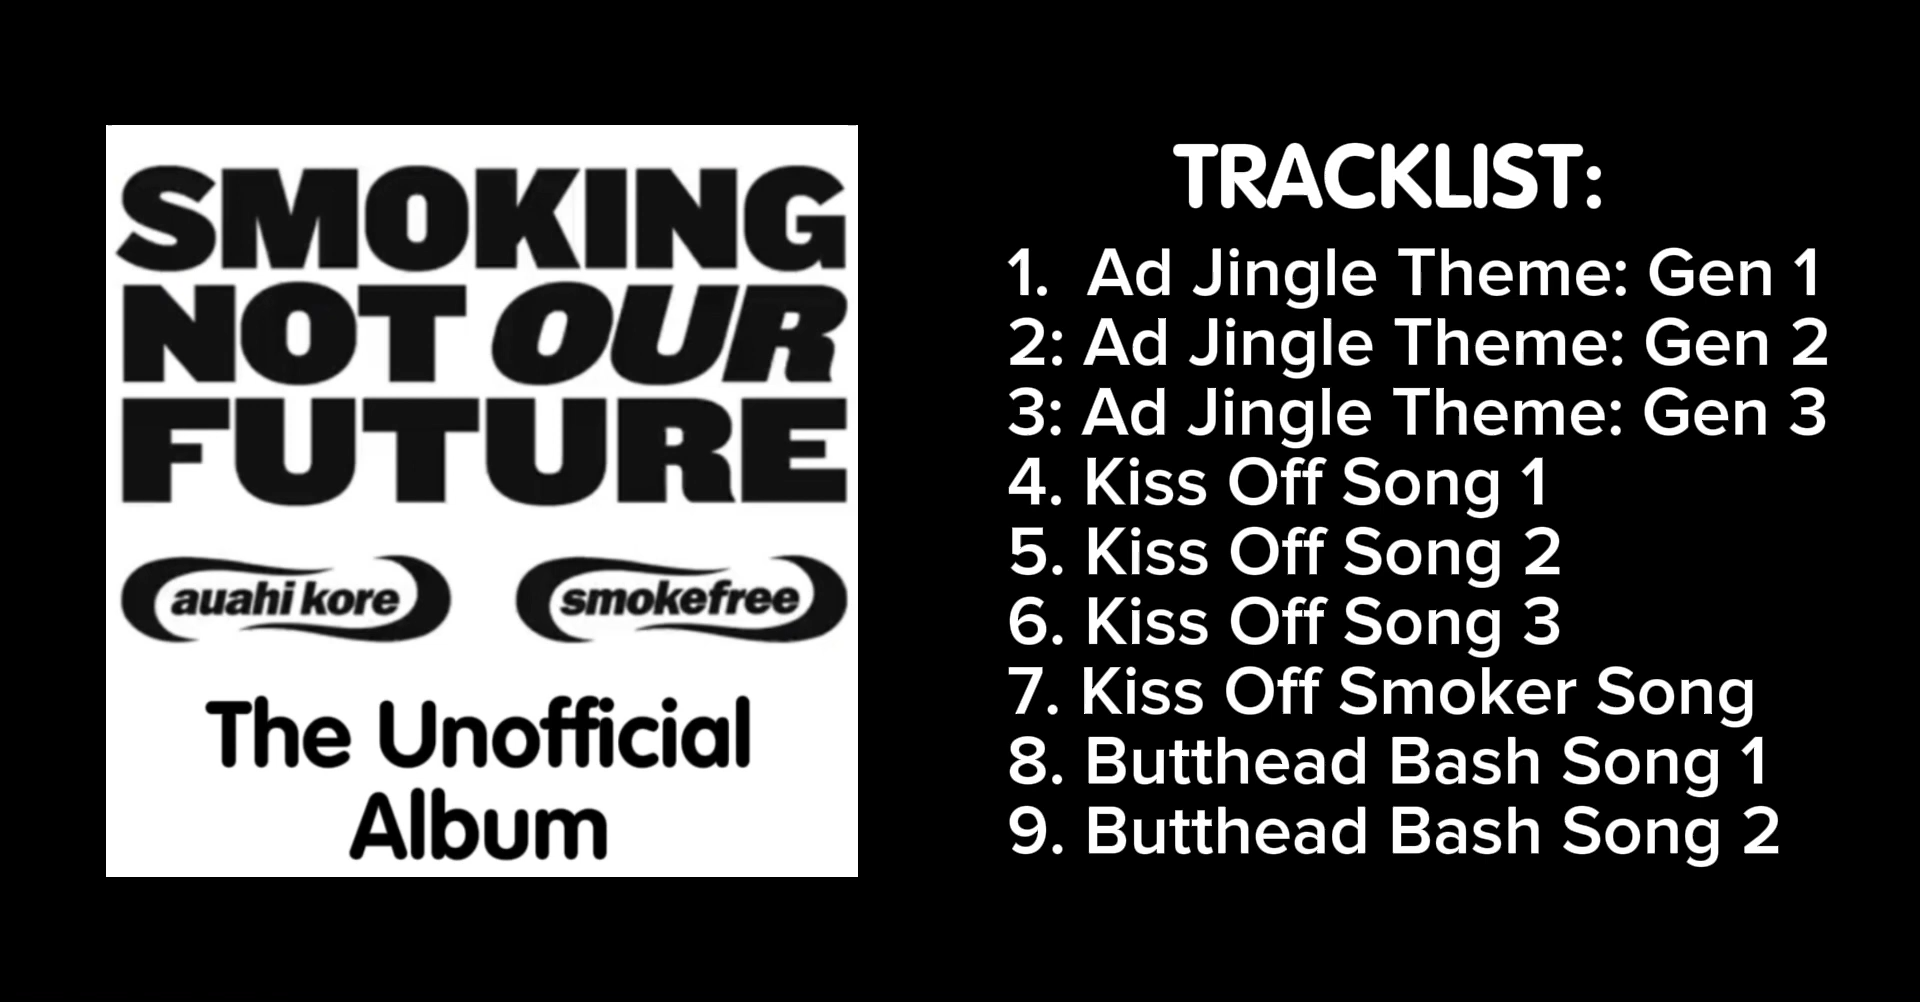 SMOKING
NOT OUR
FUTURE
auahi kore
smokefree
The Unofficial
Album
TRACKLIST:
1. Ad Jingle Theme: Gen 1
2: Ad Jingle Theme: Gen 2
3: Ad Jingle Theme: Gen 3
4. Kiss Off Song 1
5. Kiss Off Song 2
6. Kiss Off Song 3
7. Kiss Off Smoker Song
8. Butthead Bash Song 1
9. Butthead Bash Song 2